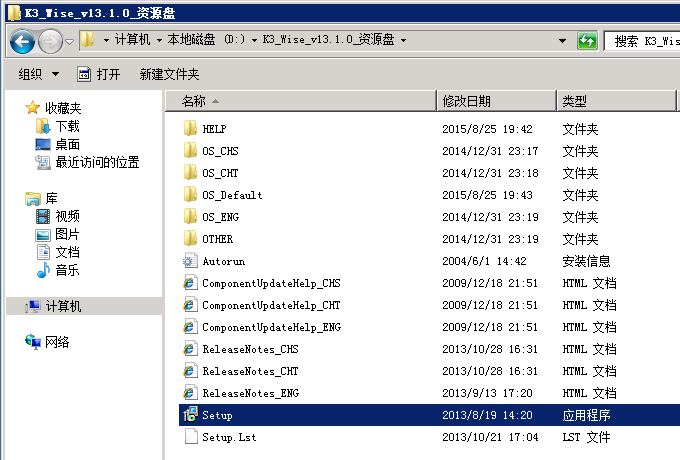 K3_Wise_v13.1.0_资源盘
计算机 本地磁盘 (D:) K3_Wise_v13.1.0_资源盘 搜索 K3_Wis
组织 打开 新建文件夹
名称 修改日期 类型
收藏夹
下载
桌面
最近访问的位置
库
视频
图片
文档
音乐
计算机
网络
HELP 2015/8/25 19:42 文件夹
OS_CHS 2014/12/31 23:17 文件夹
OS_CHT 2014/12/31 23:18 文件夹
OS_Default 2015/8/25 19:43 文件夹
OS_ENG 2014/12/31 23:19 文件夹
OTHER 2014/12/31 23:19 文件夹
Autorun 2004/6/1 14:42 安装信息
ComponentUpdateHelp_CHS 2009/12/18 21:51 HTML 文档
ComponentUpdateHelp_CHT 2009/12/18 21:51 HTML 文档
ComponentUpdateHelp_ENG 2009/12/18 21:51 HTML 文档
ReleaseNotes_CHS 2013/10/28 16:31 HTML 文档
ReleaseNotes_CHT 2013/10/28 16:31 HTML 文档
ReleaseNotes_ENG 2013/9/13 17:20 HTML 文档
Setup 2013/8/19 14:20 应用程序
Setup.Lst 2013/10/21 17:04 LST 文件